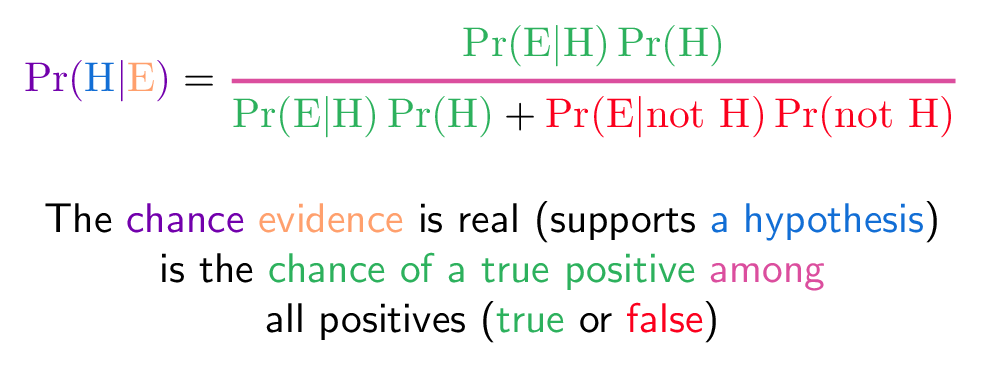 Pr(H|E) = Pr(E|H) Pr(H) / Pr(E|H) Pr(H) + Pr(E|not H) Pr(not H)
The chance evidence is real (supports a hypothesis)
is the chance of a true positive among
all positives (true or false)